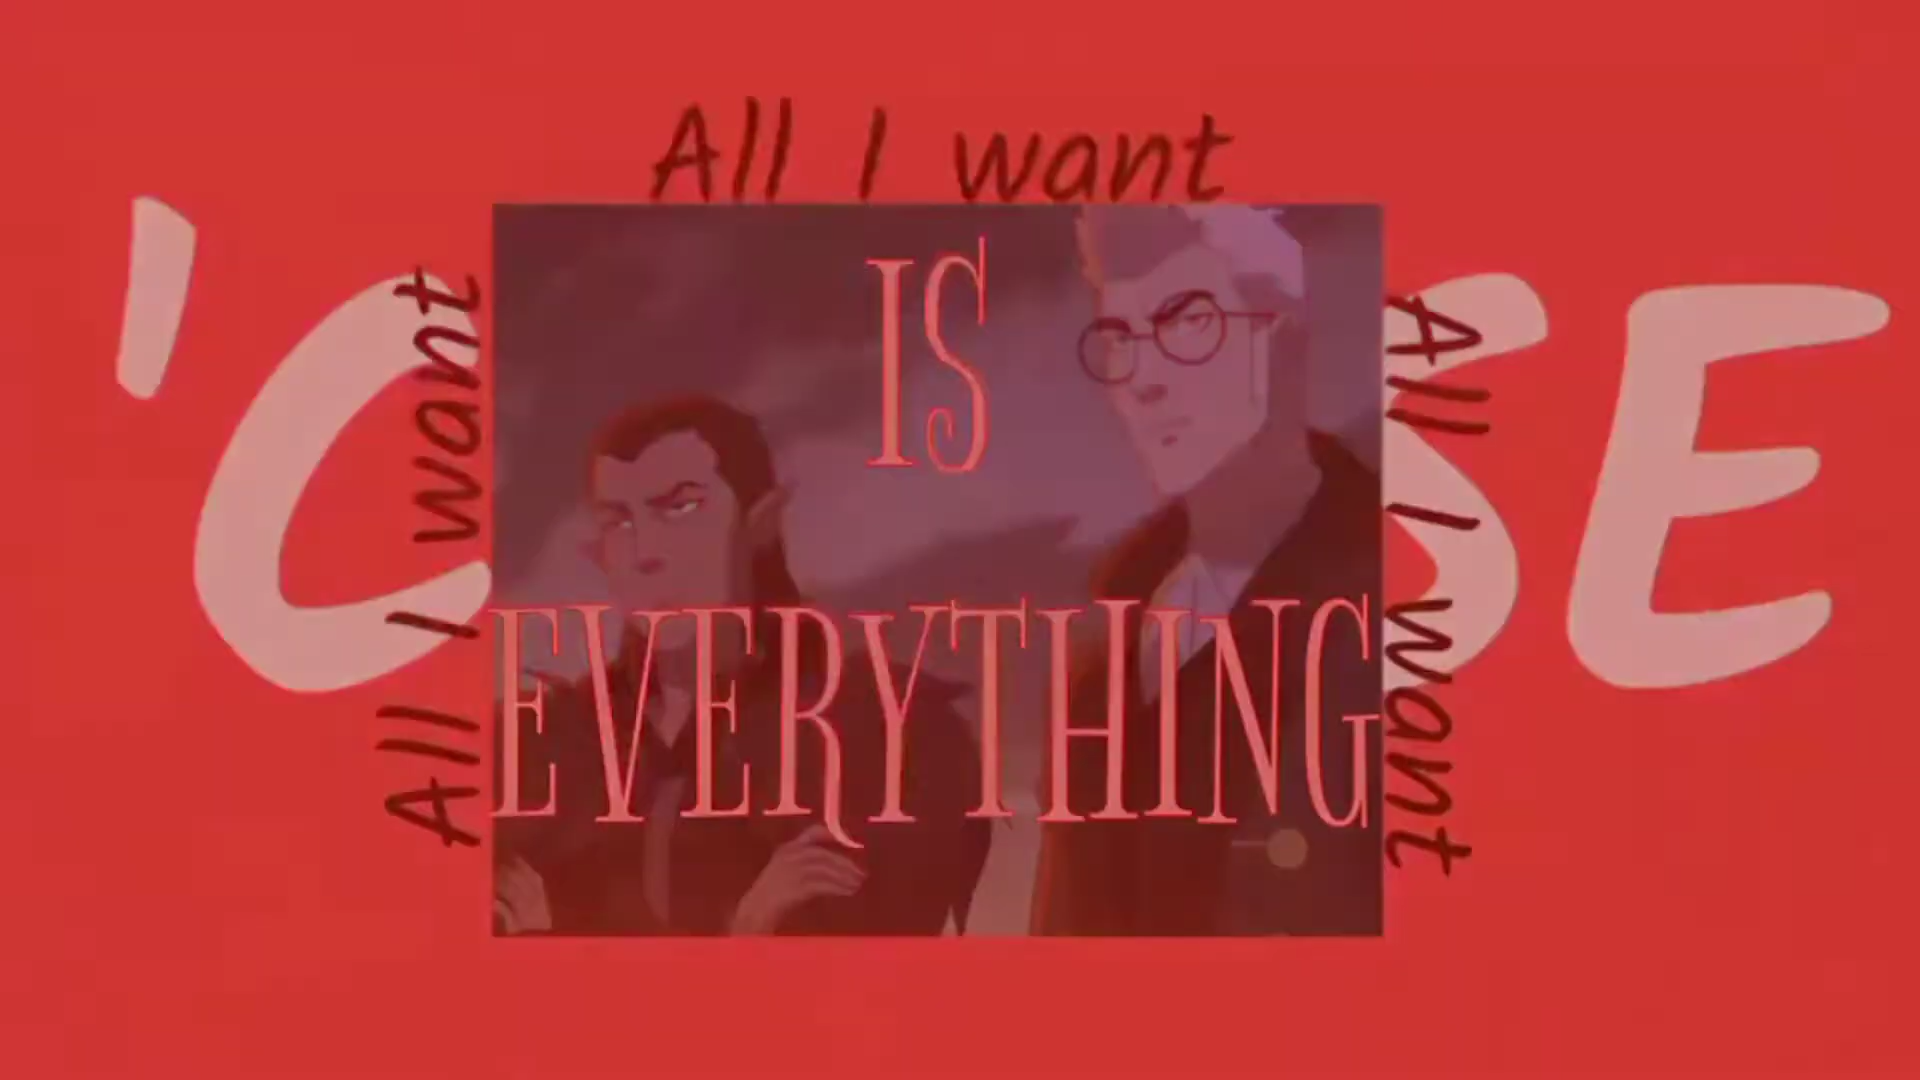 All I want
'C SE
All I want
All I want
IS
EVERYTHING